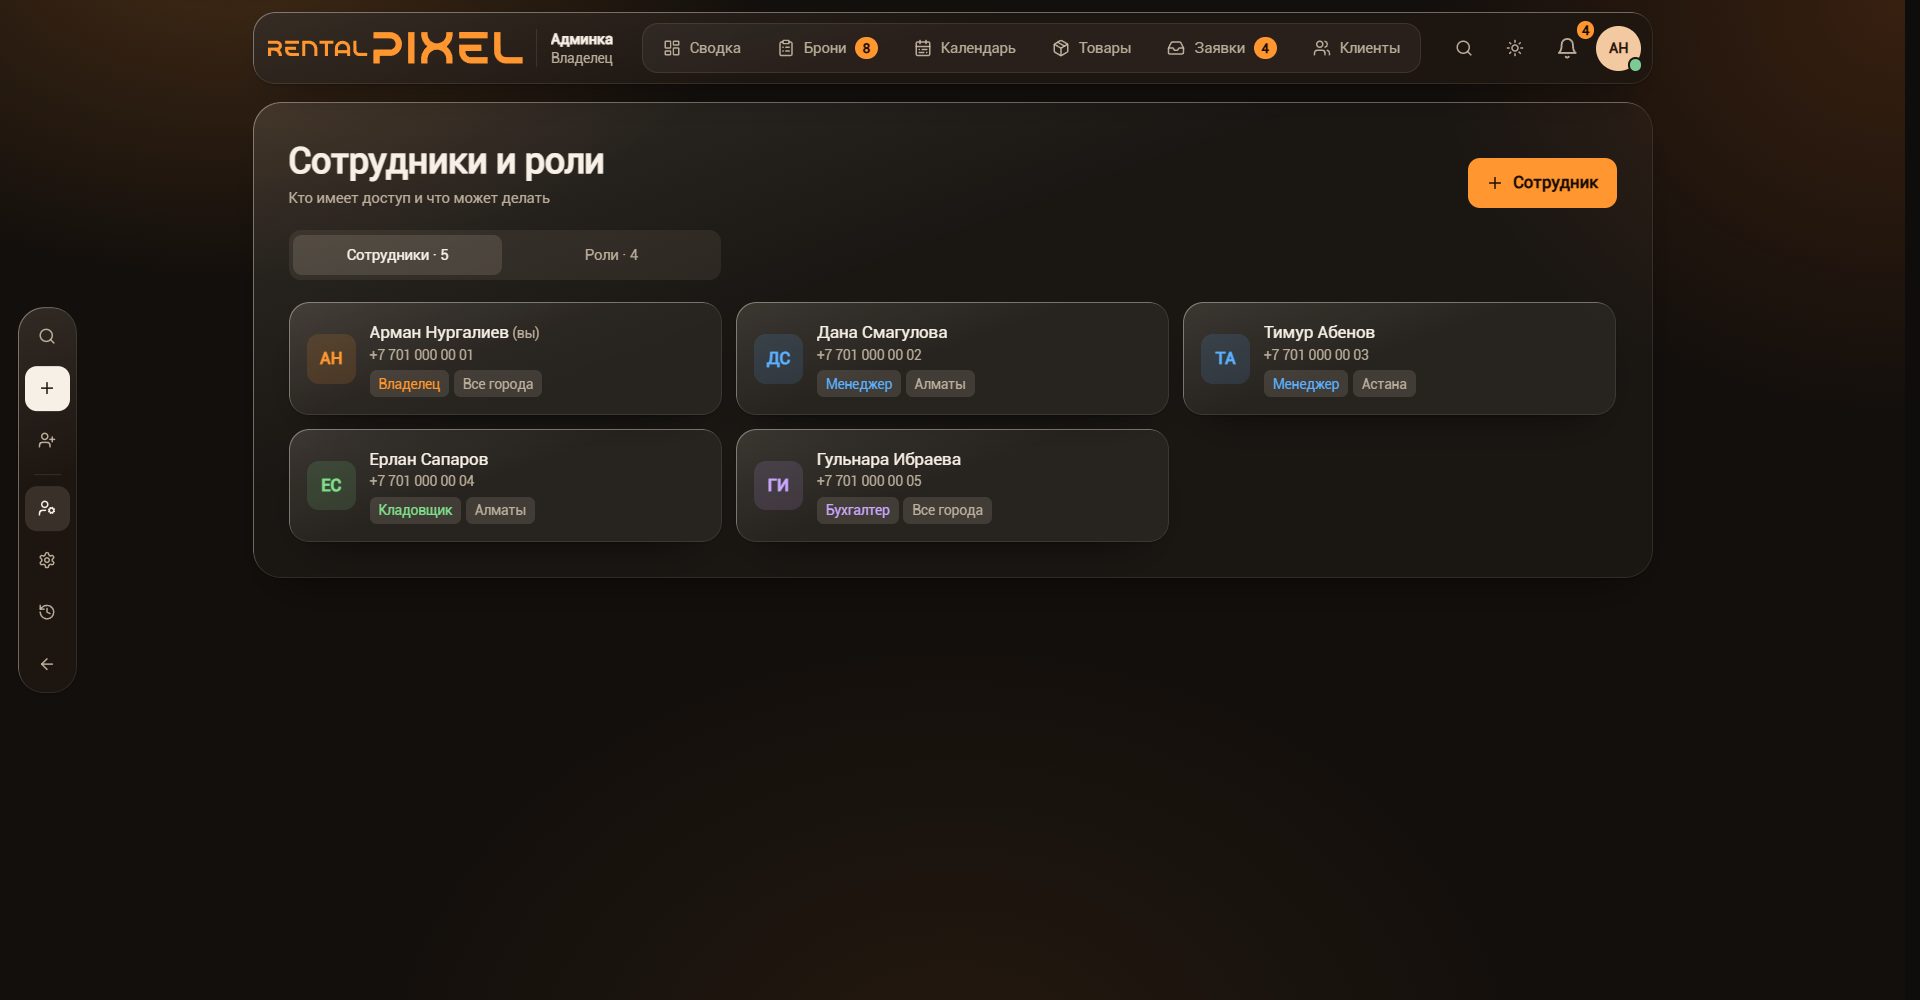 RENTAL PIXEL
Админка
Владелец
Сводка
Брони 8
Календарь
Товары
Заявки 4
Клиенты
4
АН
Сотрудники и роли
Кто имеет доступ и что может делать
+ Сотрудник
Сотрудники · 5
Роли · 4
АН
Арман Нургалиев (вы)
+7 701 000 00 01
Владелец Все города
ДС
Дана Смагулова
+7 701 000 00 02
Менеджер Алматы
ТА
Тимур Абенов
+7 701 000 00 03
Менеджер Астана
ЕС
Ерлан Сапаров
+7 701 000 00 04
Кладовщик Алматы
ГИ
Гульнара Ибраева
+7 701 000 00 05
Бухгалтер Все города